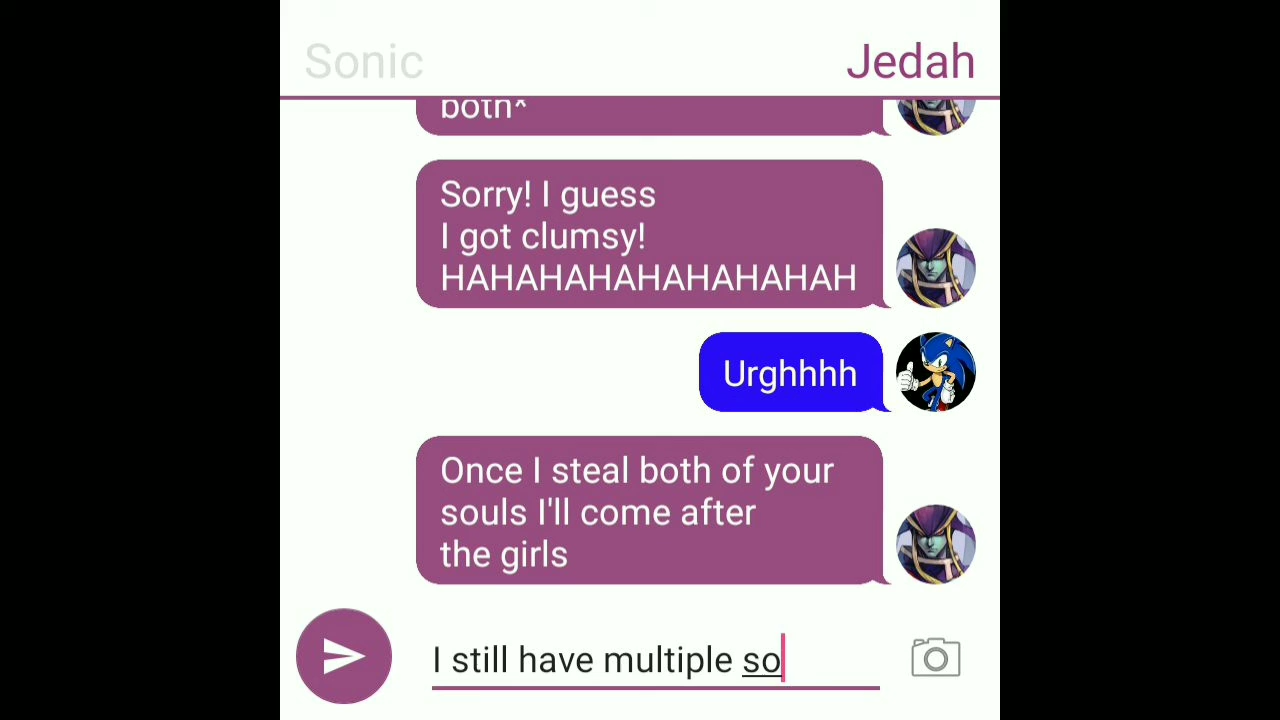 Sonic
Jedah
both*
Sorry! I guess
I got clumsy!
HAHAHAHAHAHAHAHAH
Urghhhh
Once I steal both of your
souls I'll come after
the girls
I still have multiple so